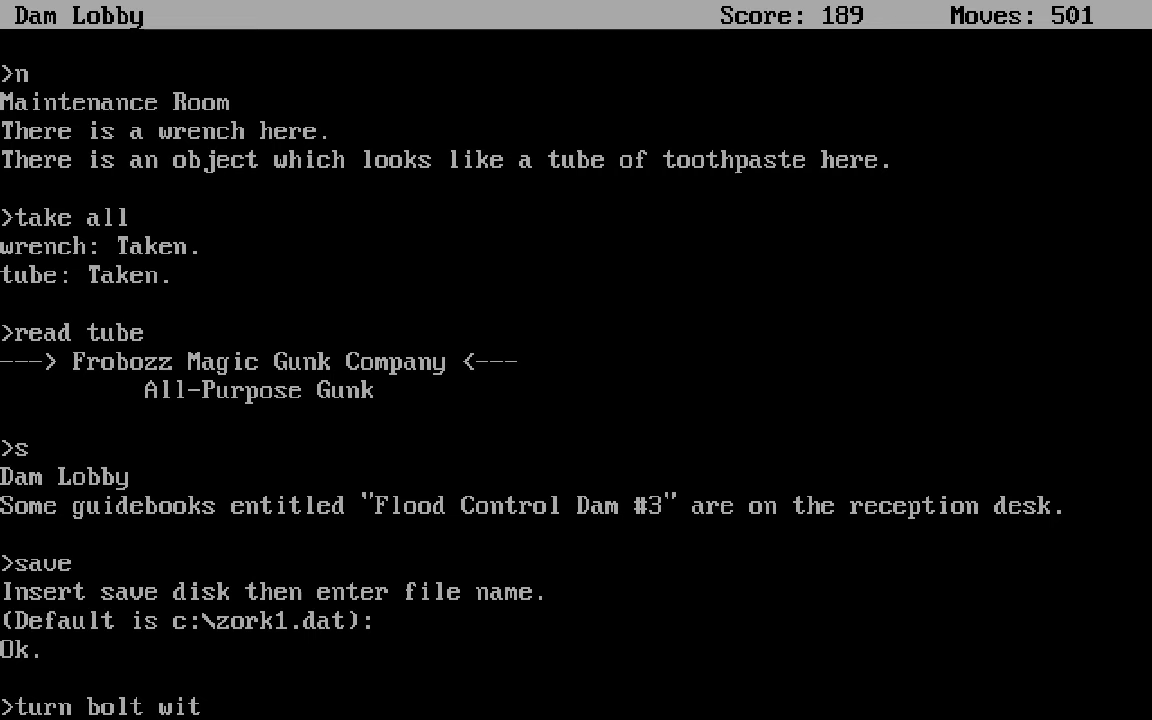 Dam Lobby Score: 189 Moves: 501
>n
Maintenance Room
There is a wrench here.
There is an object which looks like a tube of toothpaste here.
>take all
wrench: Taken.
tube: Taken.
>read tube
---> Frobozz Magic Gunk Company <---
All-Purpose Gunk
>s
Dam Lobby
Some guidebooks entitled "Flood Control Dam #3" are on the reception desk.
>save
Insert save disk then enter file name.
(Default is c:\zork1.dat):
Ok.
>turn bolt wit